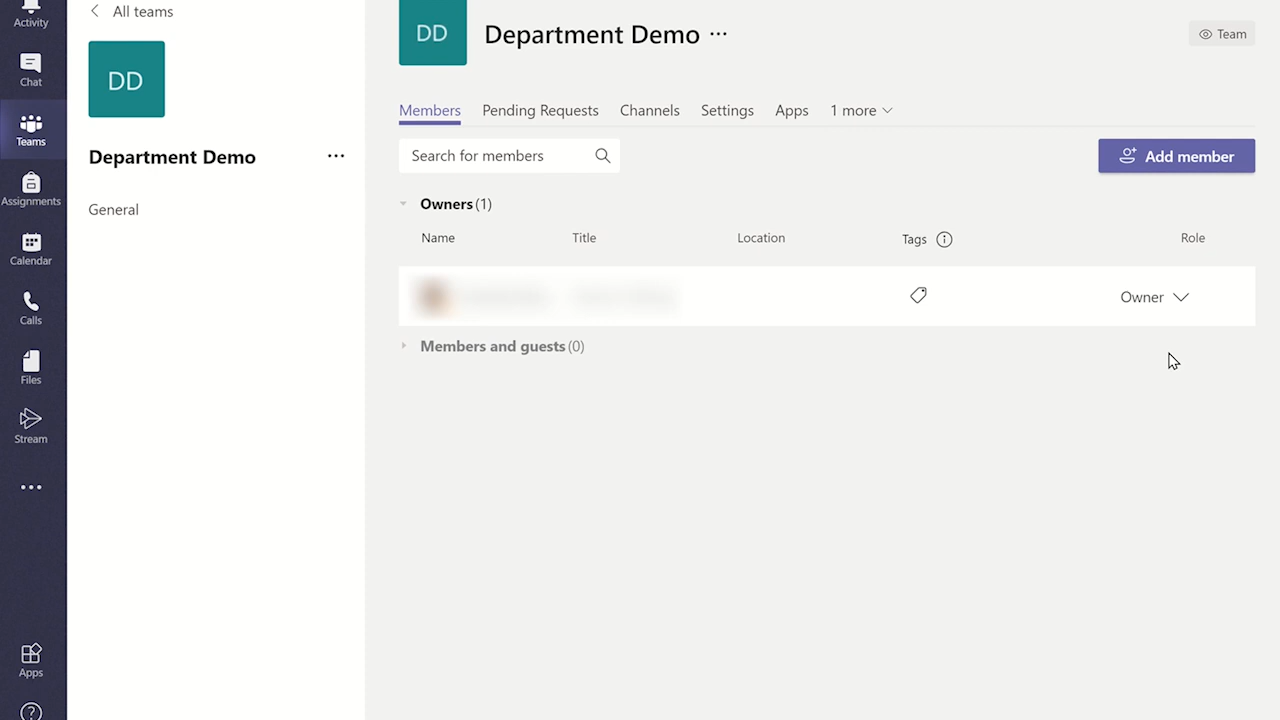 Activity
Chat
Teams
Assignments
Calendar
Calls
Files
Stream
Apps
All teams
DD
Department Demo
General
DD
Department Demo
Team
Members Pending Requests Channels Settings Apps 1 more
Search for members
Add member
Owners (1)
Name Title Location Tags Role
Owner
Members and guests (0)